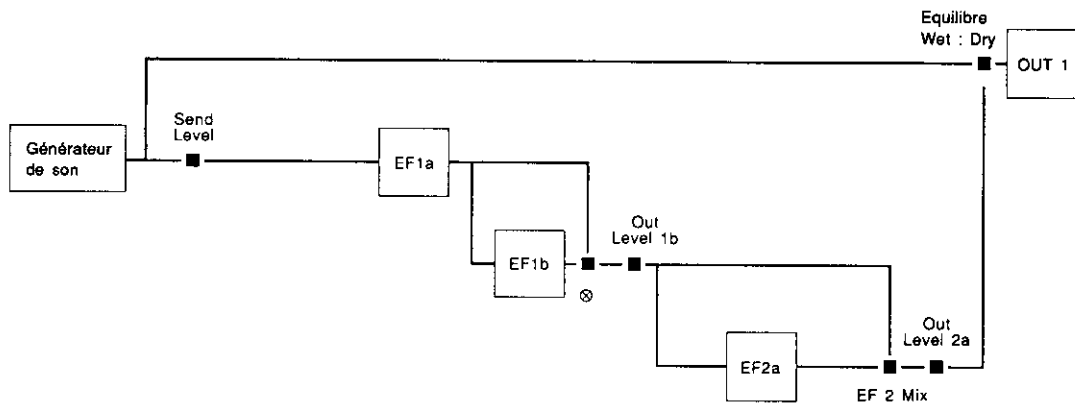 Equilibre
Wet : Dry
OUT 1
Send
Level
Générateur
de son
EF1a
Out
Level 1b
EF1b
Out
Level 2a
EF2a
EF 2 Mix